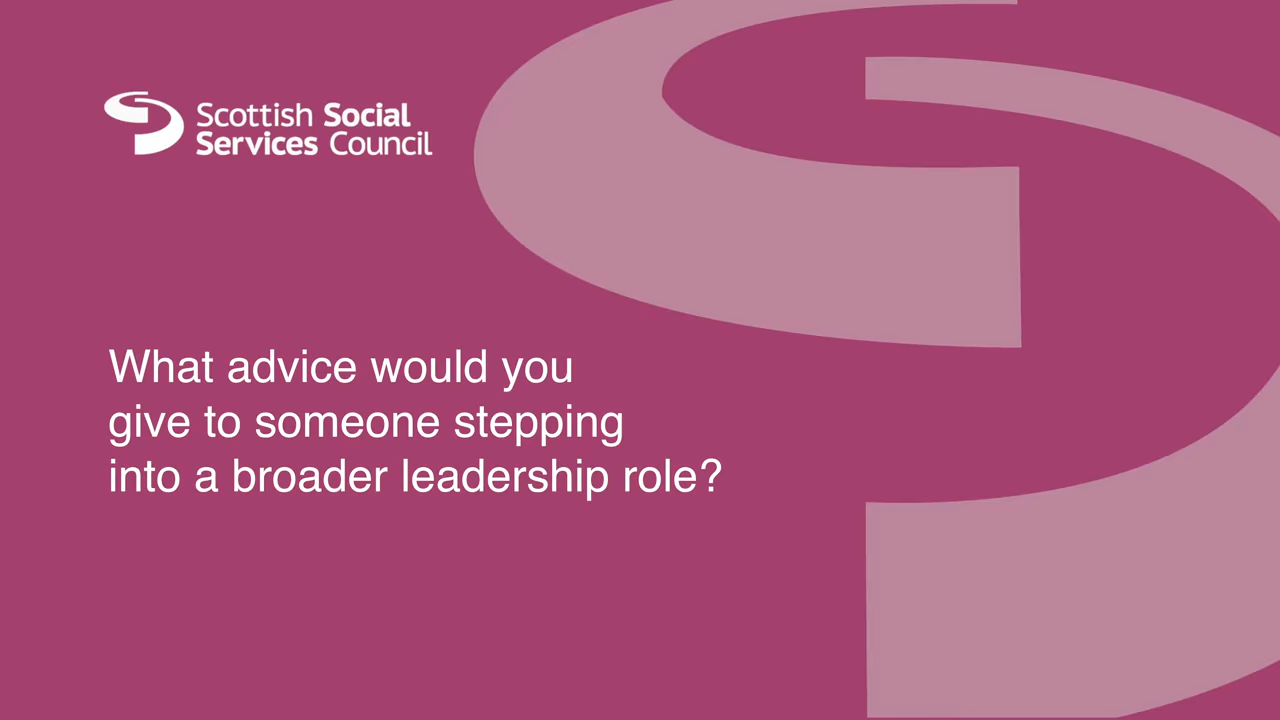 Scottish Social
Services Council
What advice would you
give to someone stepping
into a broader leadership role?